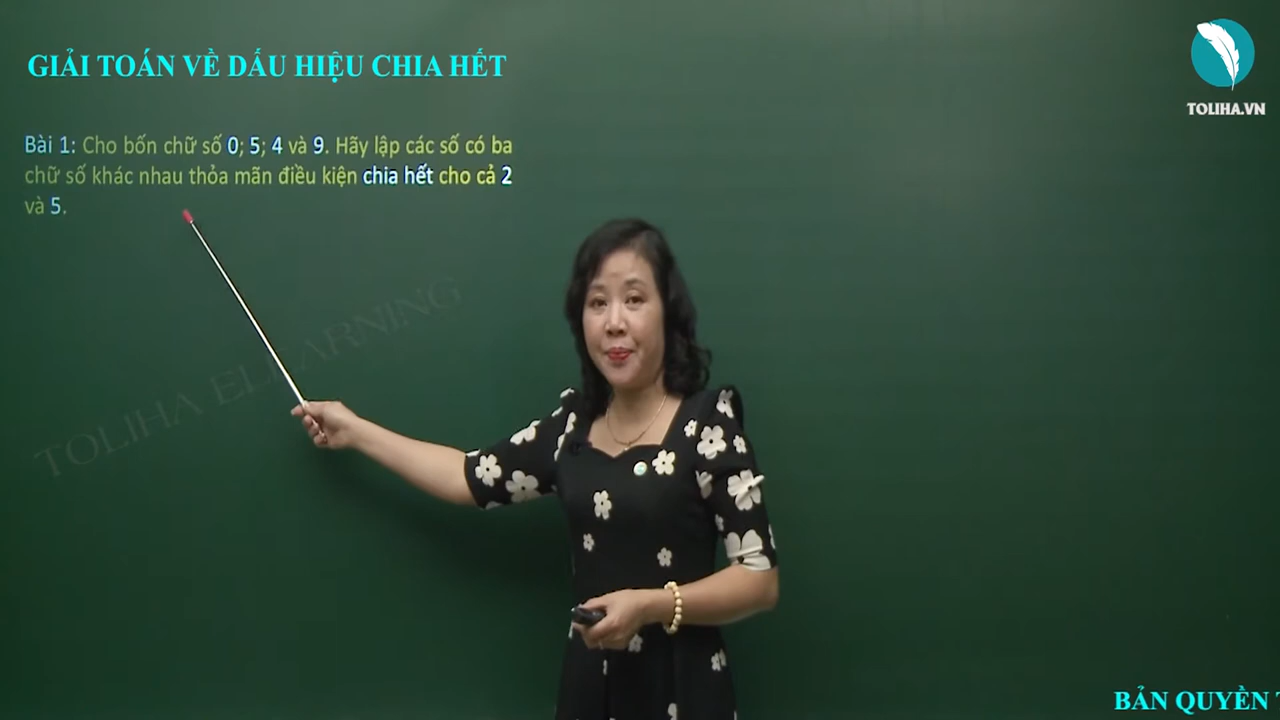 GIẢI TOÁN VỀ DẤU HIỆU CHIA HẾT
TOLIHA.VN
Bài 1: Cho bốn chữ số 0; 5; 4 và 9. Hãy lập các số có ba
chữ số khác nhau thỏa mãn điều kiện chia hết cho cả 2
và 5.
TOLIHA ELEARNING
BẢN QUYỀN